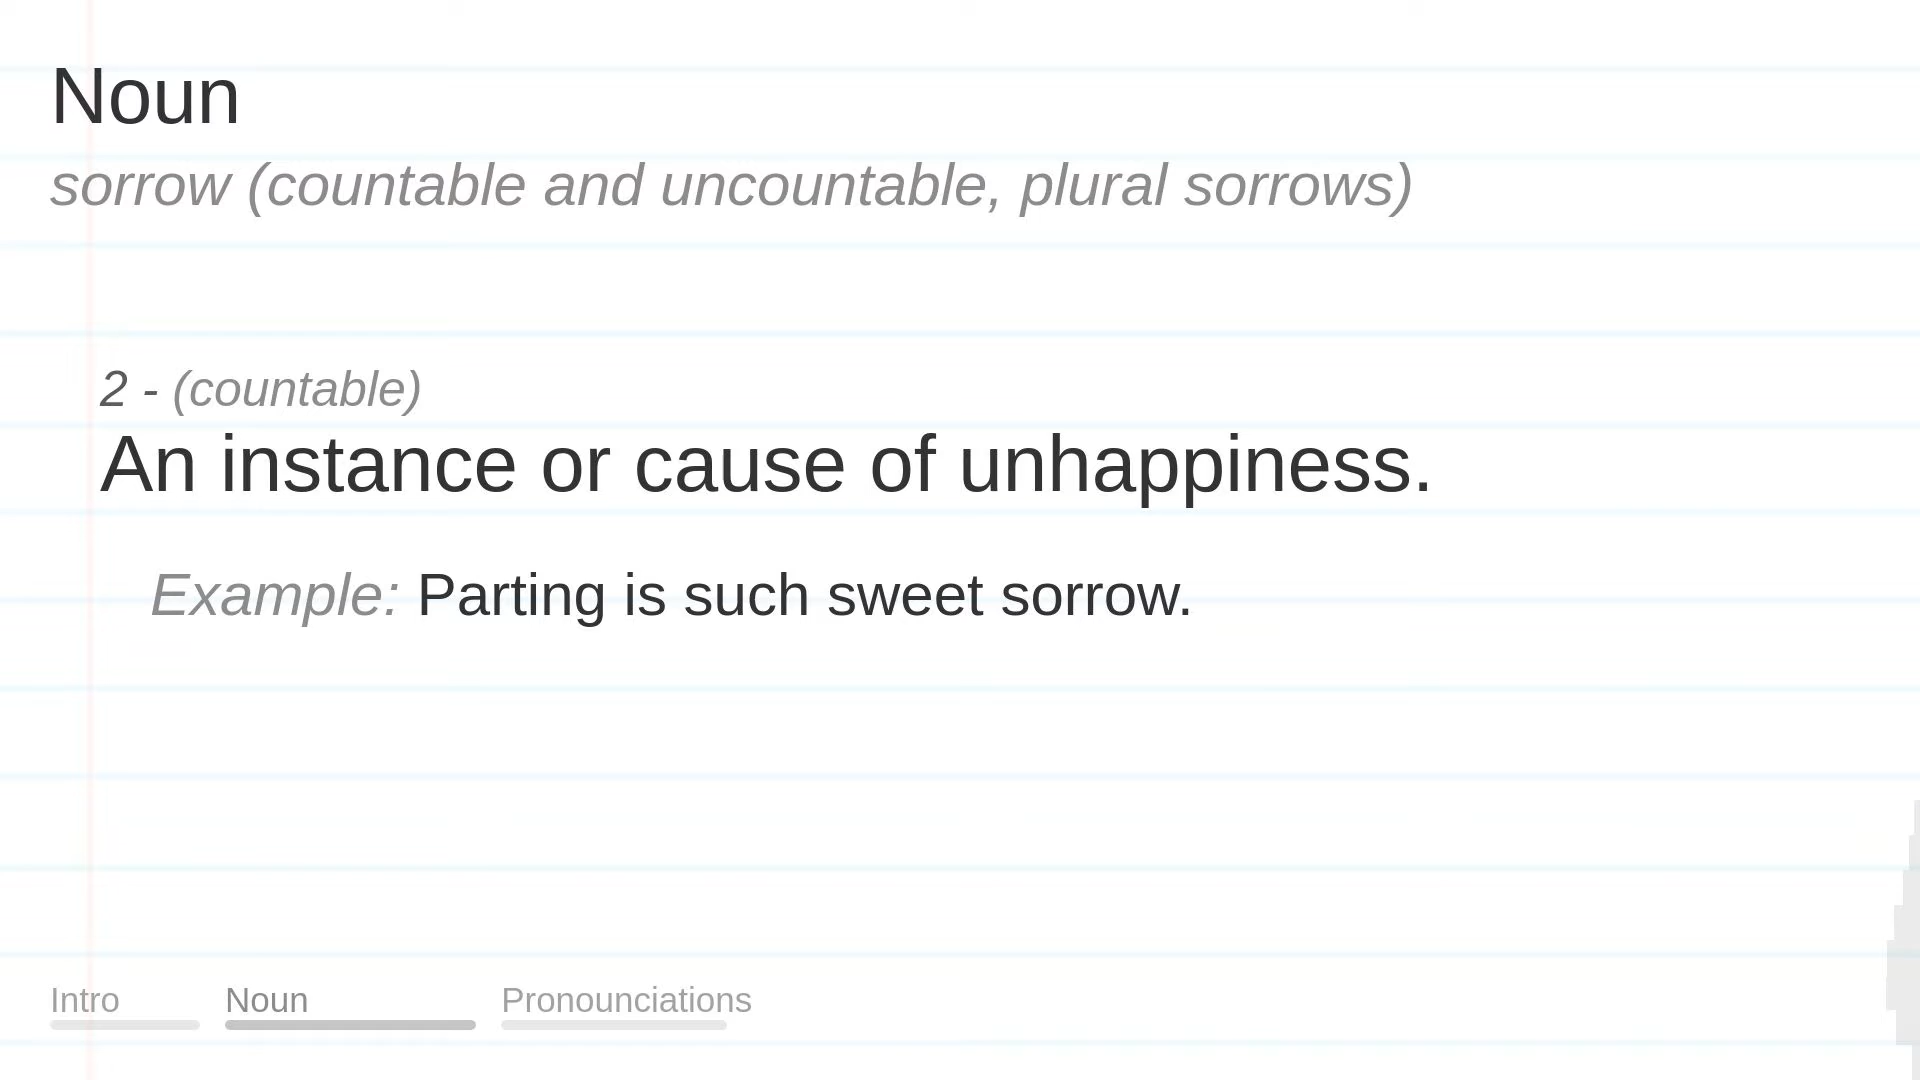 Noun
sorrow (countable and uncountable, plural sorrows)
2 - (countable)
An instance or cause of unhappiness.
Example: Parting is such sweet sorrow.
Intro Noun Pronounciations